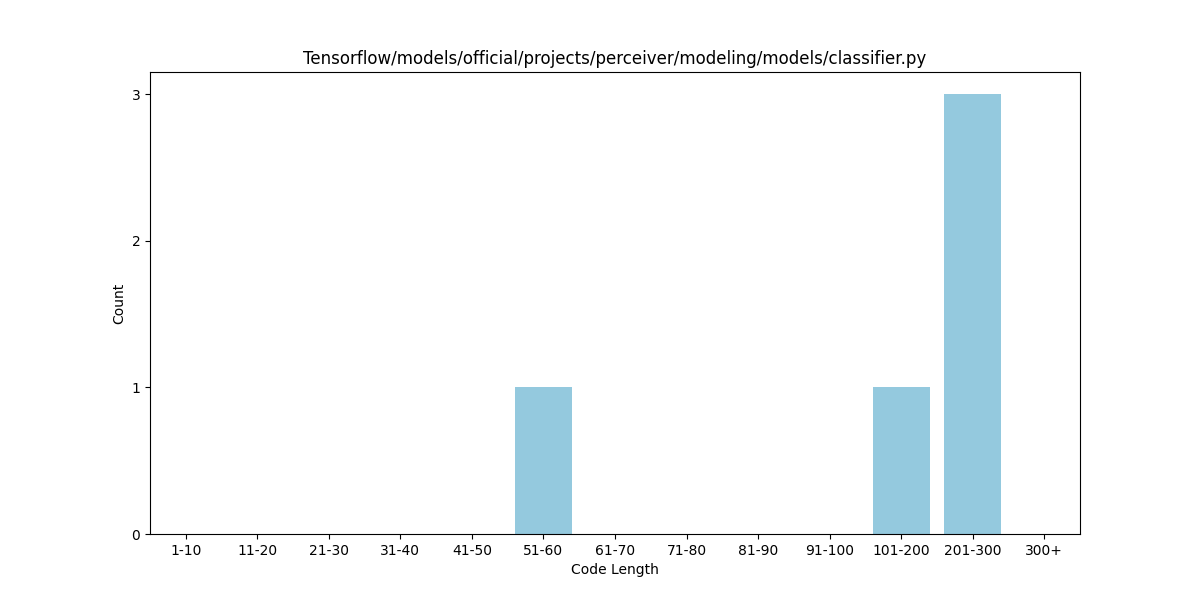 Tensorflow/models/official/projects/perceiver/modeling/models/classifier.py
3
2
1
0
Count
1-10 11-20 21-30 31-40 41-50 51-60 61-70 71-80 81-90 91-100 101-200 201-300 300+
Code Length